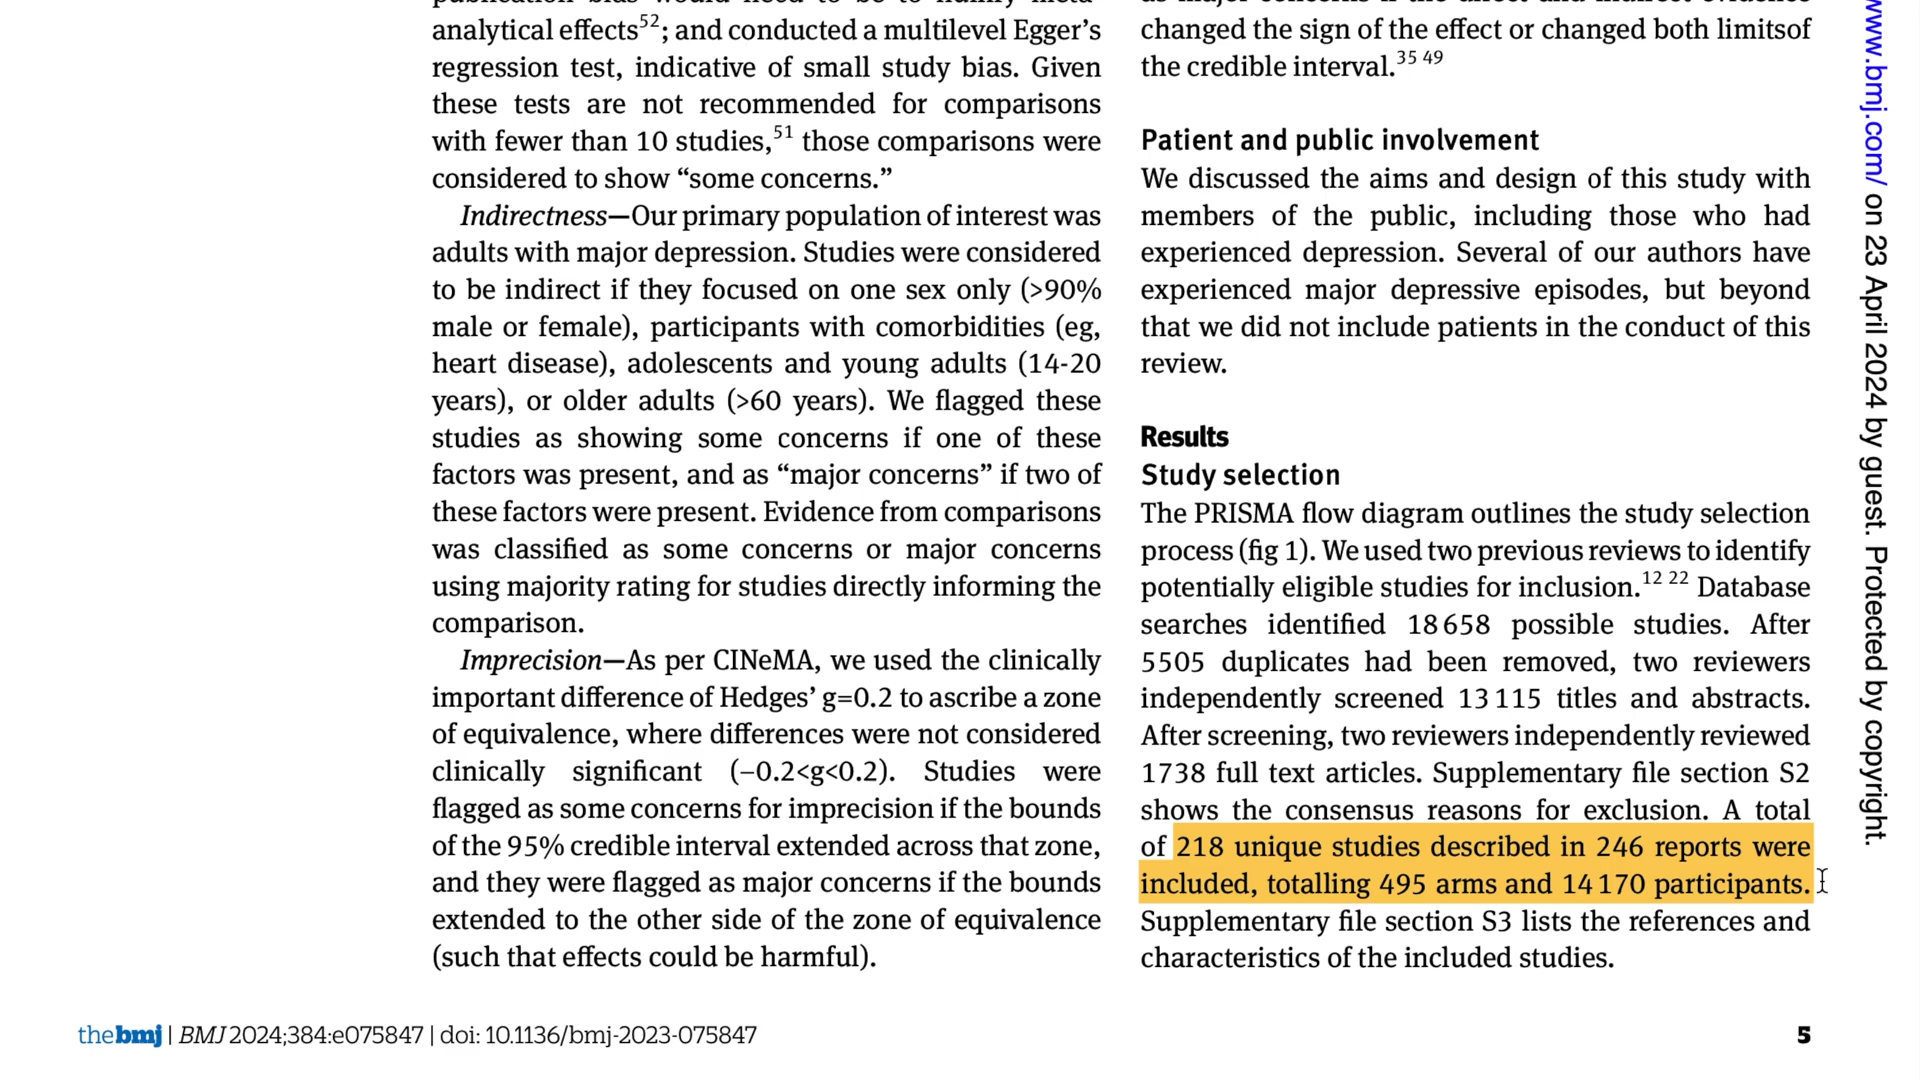 analytical effects52; and conducted a multilevel Egger’s
regression test, indicative of small study bias. Given
these tests are not recommended for comparisons
with fewer than 10 studies,51 those comparisons were
considered to show “some concerns.”
Indirectness—Our primary population of interest was
adults with major depression. Studies were considered
to be indirect if they focused on one sex only (>90%
male or female), participants with comorbidities (eg,
heart disease), adolescents and young adults (14-20
years), or older adults (>60 years). We flagged these
studies as showing some concerns if one of these
factors was present, and as “major concerns” if two of
these factors were present. Evidence from comparisons
was classified as some concerns or major concerns
using majority rating for studies directly informing the
comparison.
Imprecision—As per CINeMA, we used the clinically
important difference of Hedges’ g=0.2 to ascribe a zone
of equivalence, where differences were not considered
clinically significant (−0.2<g<0.2). Studies were
flagged as some concerns for imprecision if the bounds
of the 95% credible interval extended across that zone,
and they were flagged as major concerns if the bounds
extended to the other side of the zone of equivalence
(such that effects could be harmful).
changed the sign of the effect or changed both limitsof
the credible interval.35 49
Patient and public involvement
We discussed the aims and design of this study with
members of the public, including those who had
experienced depression. Several of our authors have
experienced major depressive episodes, but beyond
that we did not include patients in the conduct of this
review.
Results
Study selection
The PRISMA flow diagram outlines the study selection
process (fig 1). We used two previous reviews to identify
potentially eligible studies for inclusion.12 22 Database
searches identified 18 658 possible studies. After
5505 duplicates had been removed, two reviewers
independently screened 13 115 titles and abstracts.
After screening, two reviewers independently reviewed
1738 full text articles. Supplementary file section S2
shows the consensus reasons for exclusion. A total
of 218 unique studies described in 246 reports were
included, totalling 495 arms and 14 170 participants.
Supplementary file section S3 lists the references and
characteristics of the included studies.
www.bmj.com/ on 23 April 2024 by guest. Protected by copyright.
thebmj | BMJ 2024;384:e075847 | doi: 10.1136/bmj-2023-075847
5